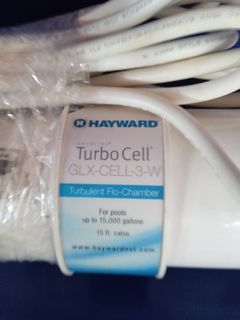 HAYWARD
Turbo Cell®
GLX-CELL-3-W
Turbulent Flo-Chamber
For pools
up to 15,000 gallons
15 ft. cable
www.haywardnet.com